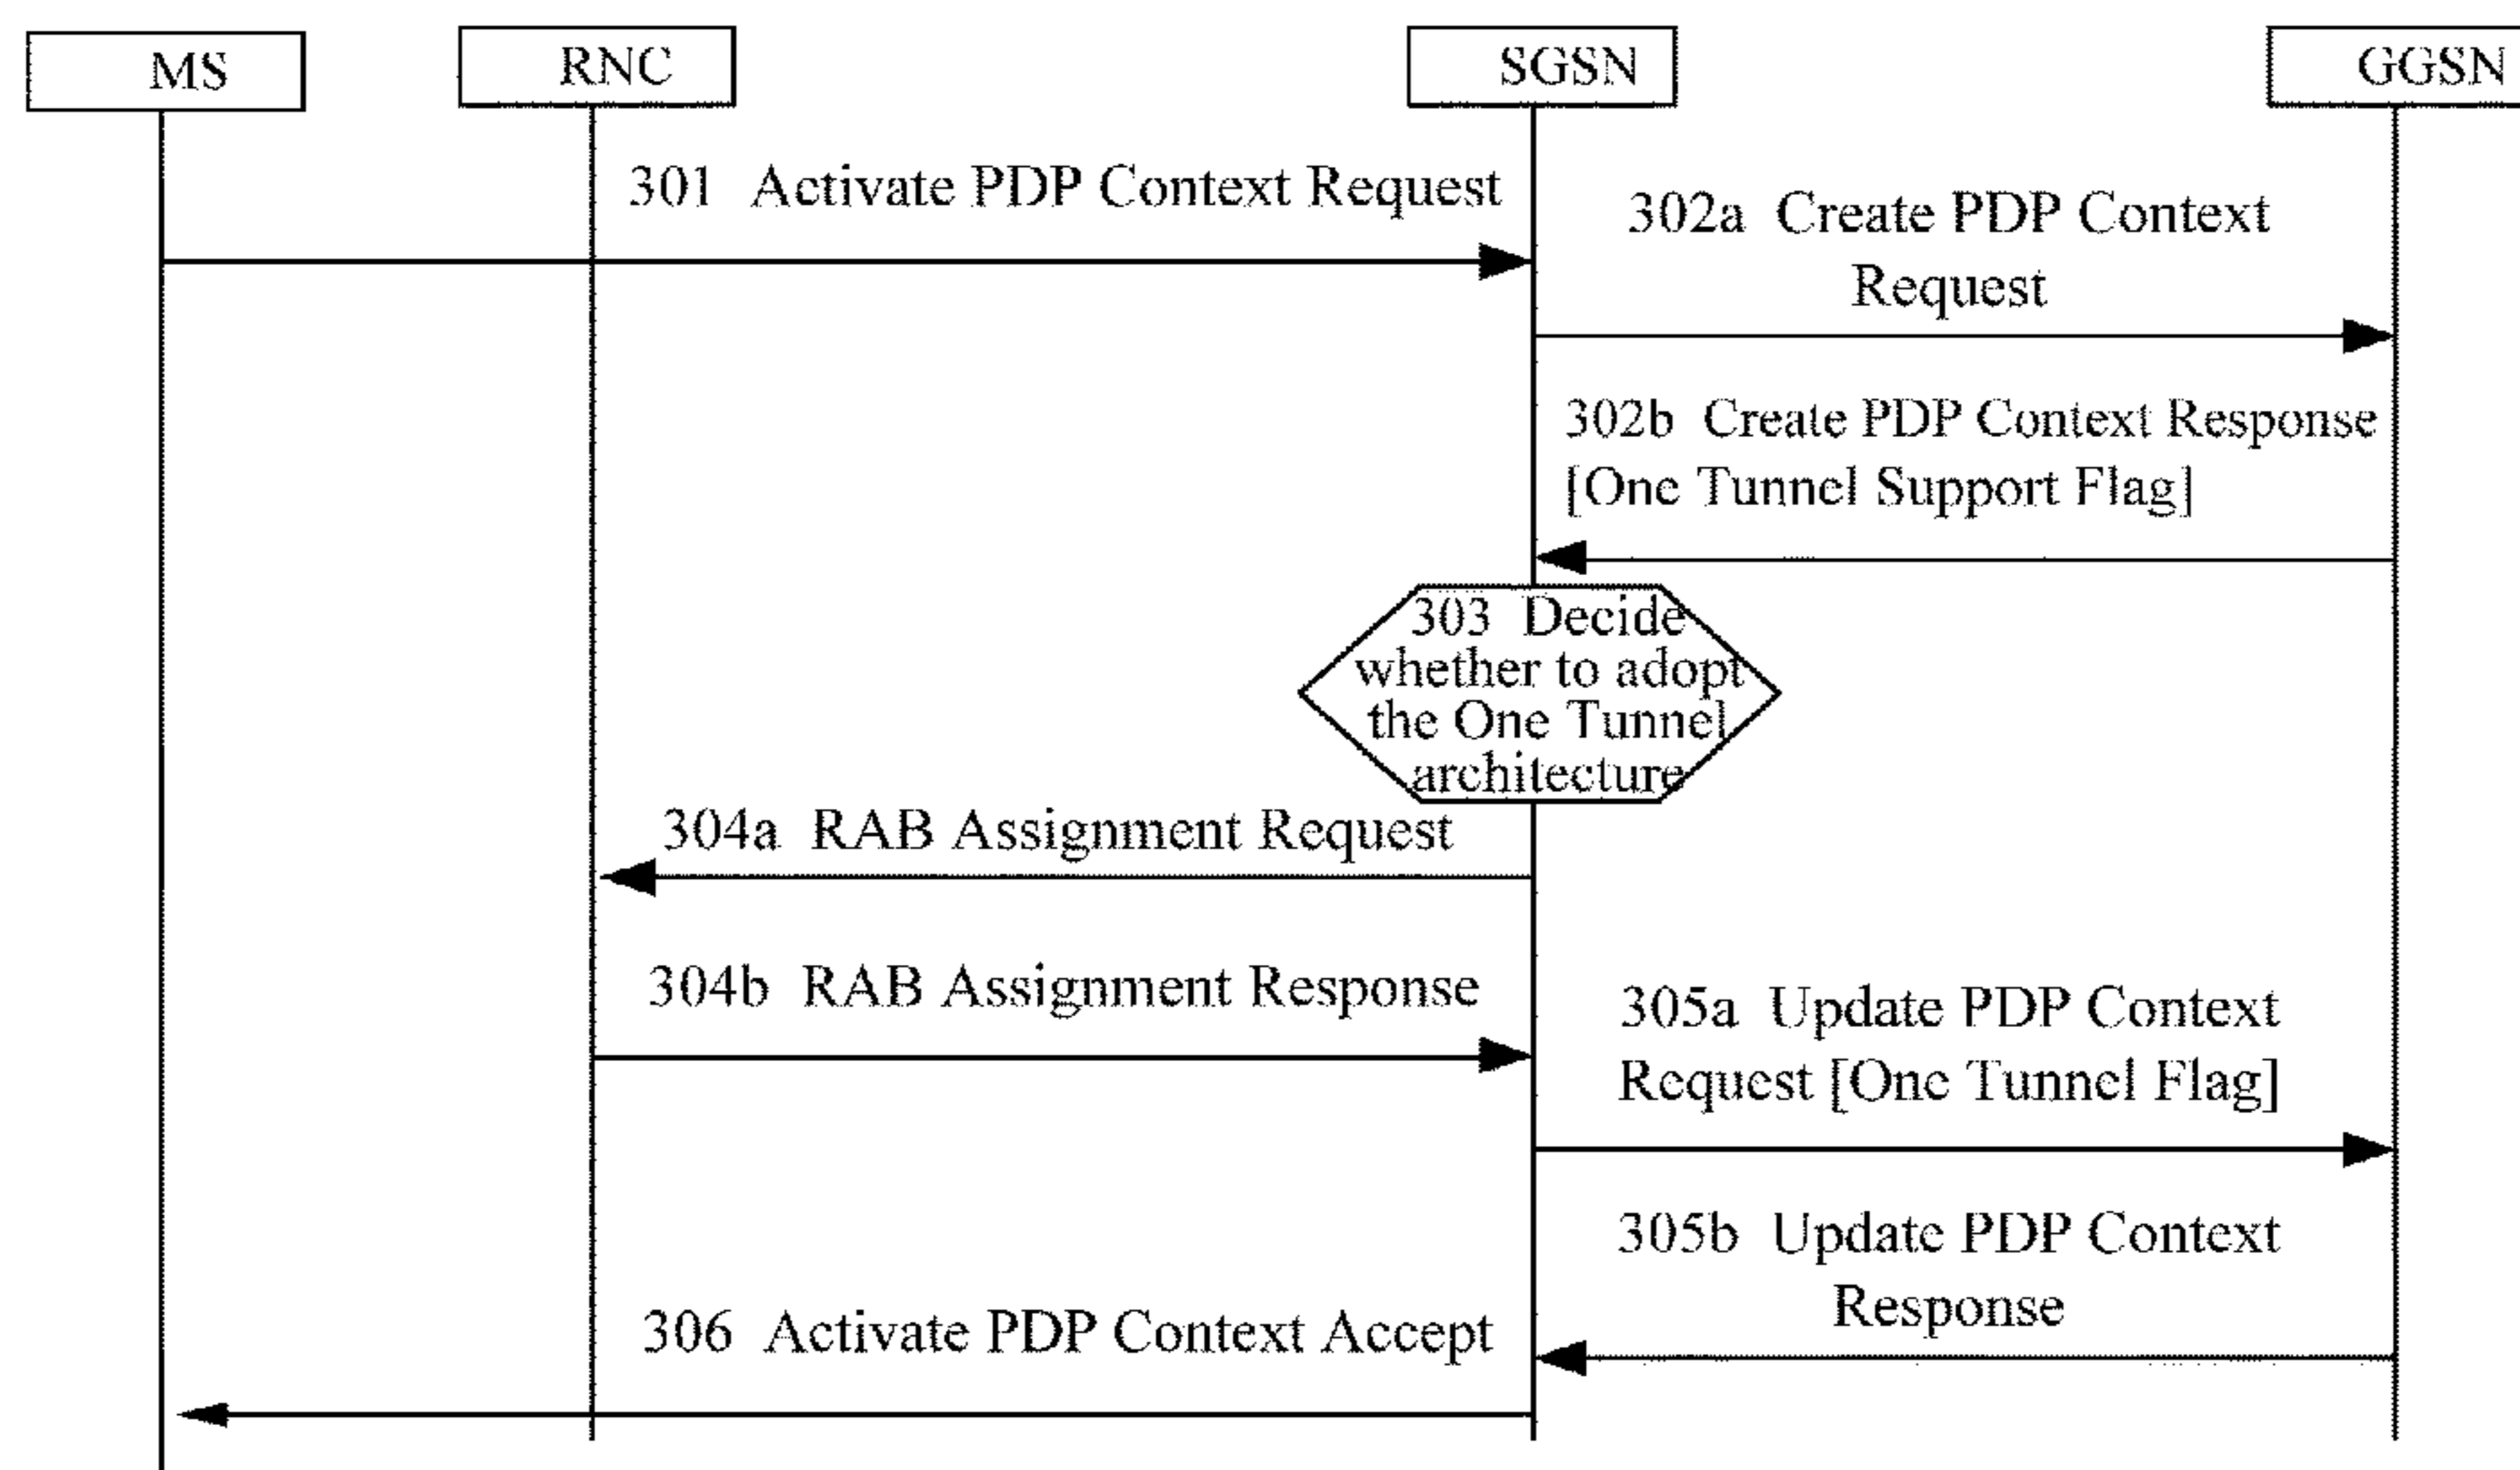 MS
RNC
SGSN
GGSN
301 Activate PDP Context Request
302a Create PDP Context
Request
302b Create PDP Context Response
[One Tunnel Support Flag]
303 Decide
whether to adopt
the One Tunnel
architecture
304a RAB Assignment Request
304b RAB Assignment Response
305a Update PDP Context
Request [One Tunnel Flag]
305b Update PDP Context
Response
306 Activate PDP Context Accept